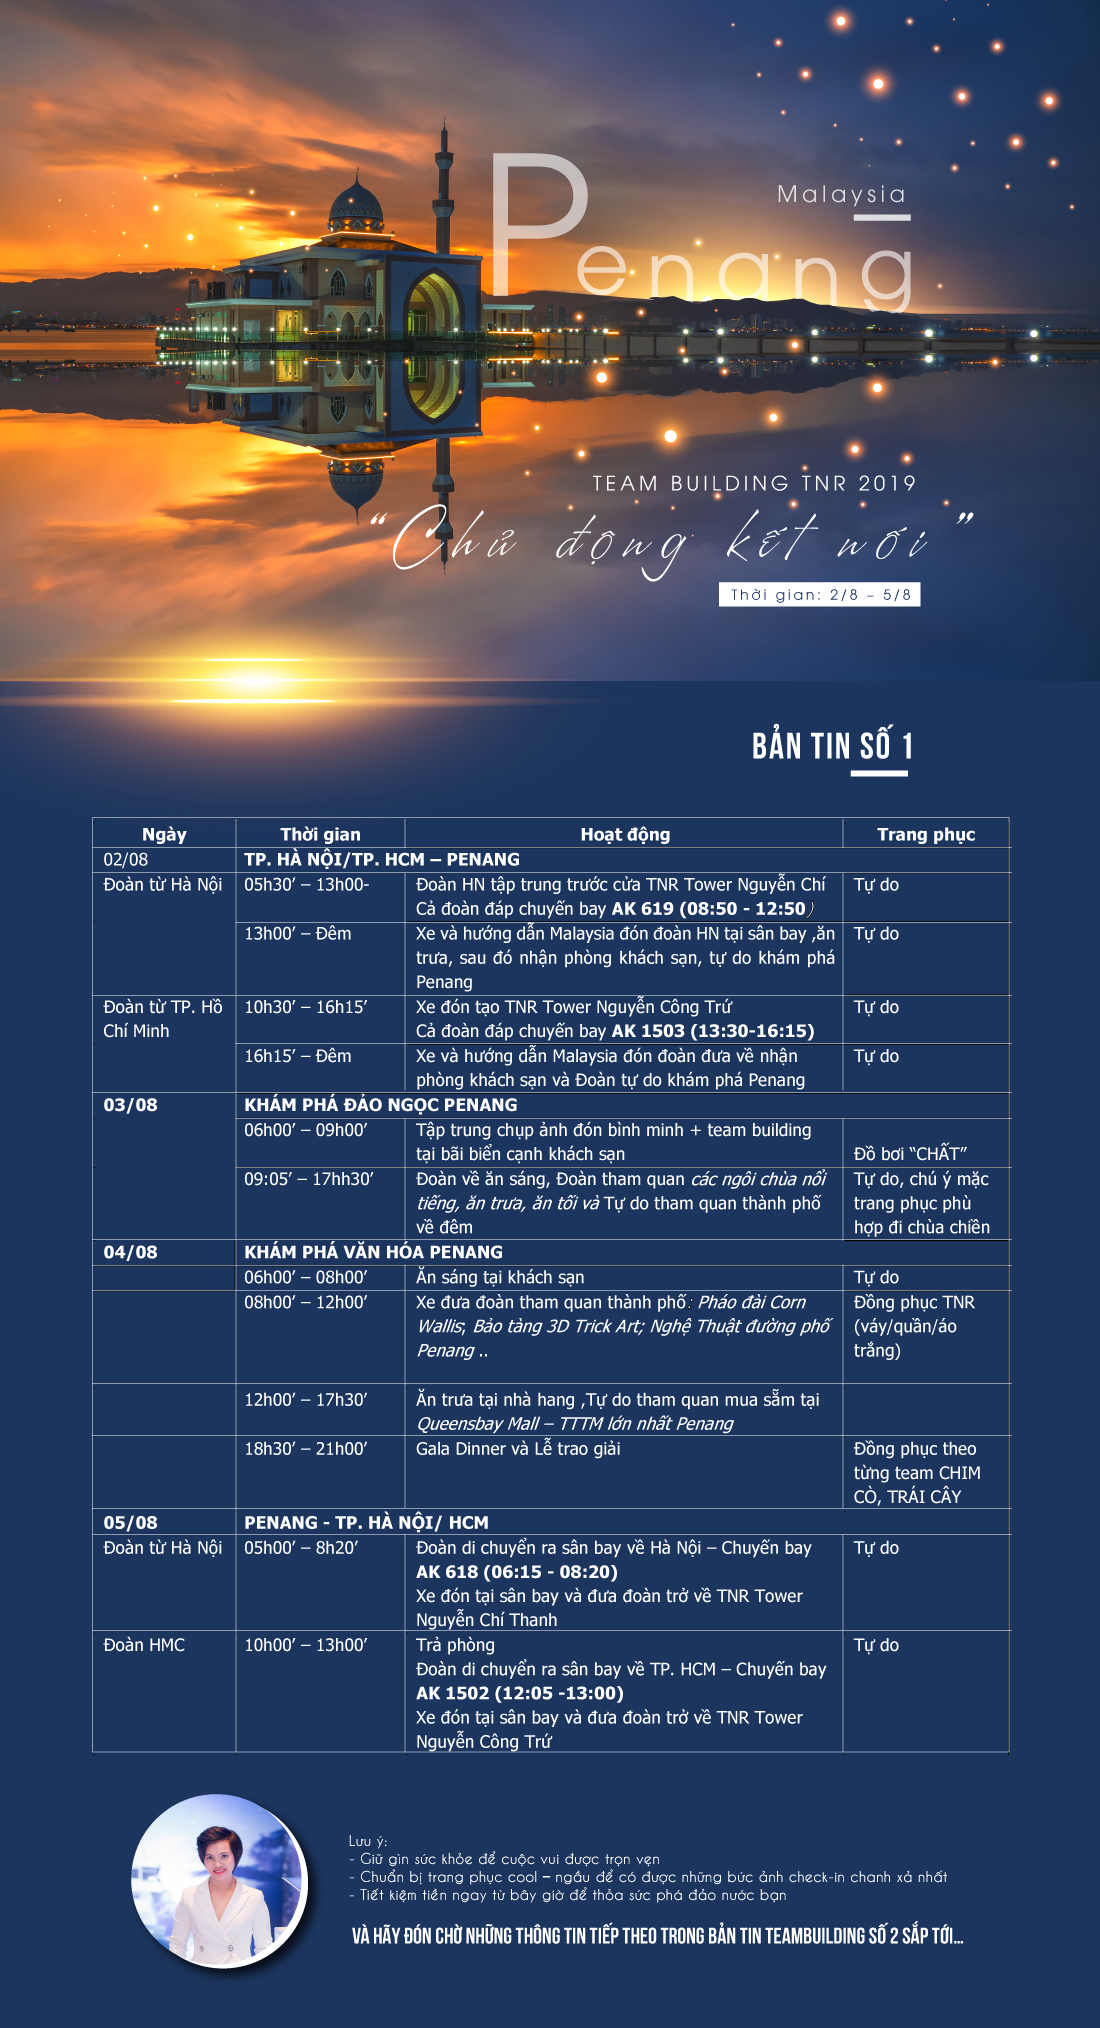 Malaysia
Penang
TEAM BUILDING TNR 2019
“Chủ động kết nối”
Thời gian: 2/8 – 5/8
BẢN TIN SỐ 1
Ngày Thời gian Hoạt động Trang phục
02/08 TP. HÀ NỘI/TP. HCM – PENANG
Đoàn từ Hà Nội 05h30’ – 13h00- Đoàn HN tập trung trước cửa TNR Tower Nguyễn Chí Tự do
Cả đoàn đáp chuyến bay AK 619 (08:50 - 12:50)
13h00’ – Đêm Xe và hướng dẫn Malaysia đón đoàn HN tại sân bay ,ăn Tự do
trưa, sau đó nhận phòng khách sạn, tự do khám phá
Penang
Đoàn từ TP. Hồ 10h30’ – 16h15’ Xe đón tạo TNR Tower Nguyễn Công Trứ Tự do
Chí Minh Cả đoàn đáp chuyến bay AK 1503 (13:30-16:15)
16h15’ – Đêm Xe và hướng dẫn Malaysia đón đoàn đưa về nhận Tự do
phòng khách sạn và Đoàn tự do khám phá Penang
03/08 KHÁM PHÁ ĐẢO NGỌC PENANG
06h00’ – 09h00’ Tập trung chụp ảnh đón bình minh + team building
tại bãi biển cạnh khách sạn Đồ bơi “CHẤT”
09:05’ – 17hh30’ Đoàn về ăn sáng, Đoàn tham quan các ngôi chùa nổi Tự do, chú ý mặc
tiếng, ăn trưa, ăn tối và Tự do tham quan thành phố trang phục phù
về đêm hợp đi chùa chiền
04/08 KHÁM PHÁ VĂN HÓA PENANG
06h00’ – 08h00’ Ăn sáng tại khách sạn Tự do
08h00’ – 12h00’ Xe đưa đoàn tham quan thành phố: Pháo đài Corn Đồng phục TNR
Wallis; Bảo tàng 3D Trick Art; Nghệ Thuật đường phố (váy/quần/áo
Penang .. trắng)
12h00’ – 17h30’ Ăn trưa tại nhà hang ,Tự do tham quan mua sắm tại
Queensbay Mall – TTTM lớn nhất Penang
18h30’ – 21h00’ Gala Dinner và Lễ trao giải Đồng phục theo
từng team CHIM
CÒ, TRÁI CÂY
05/08 PENANG - TP. HÀ NỘI/ HCM
Đoàn từ Hà Nội 05h00’ – 8h20’ Đoàn di chuyển ra sân bay về Hà Nội – Chuyến bay Tự do
AK 618 (06:15 - 08:20)
Xe đón tại sân bay và đưa đoàn trở về TNR Tower
Nguyễn Chí Thanh
Đoàn HMC 10h00’ – 13h00’ Trả phòng Tự do
Đoàn di chuyển ra sân bay về TP. HCM – Chuyến bay
AK 1502 (12:05 -13:00)
Xe đón tại sân bay và đưa đoàn trở về TNR Tower
Nguyễn Công Trứ
Lưu ý:
- Giữ gìn sức khỏe để cuộc vui được trọn vẹn
- Chuẩn bị trang phục cool – ngầu để có được những bức ảnh check-in chanh xả nhất
- Tiết kiệm tiền ngay từ bây giờ để thỏa sức phá đảo nước bạn
VÀ HÃY ĐÓN CHỜ NHỮNG THÔNG TIN TIẾP THEO TRONG BẢN TIN TEAMBUILDING SỐ 2 SẮP TỚI...